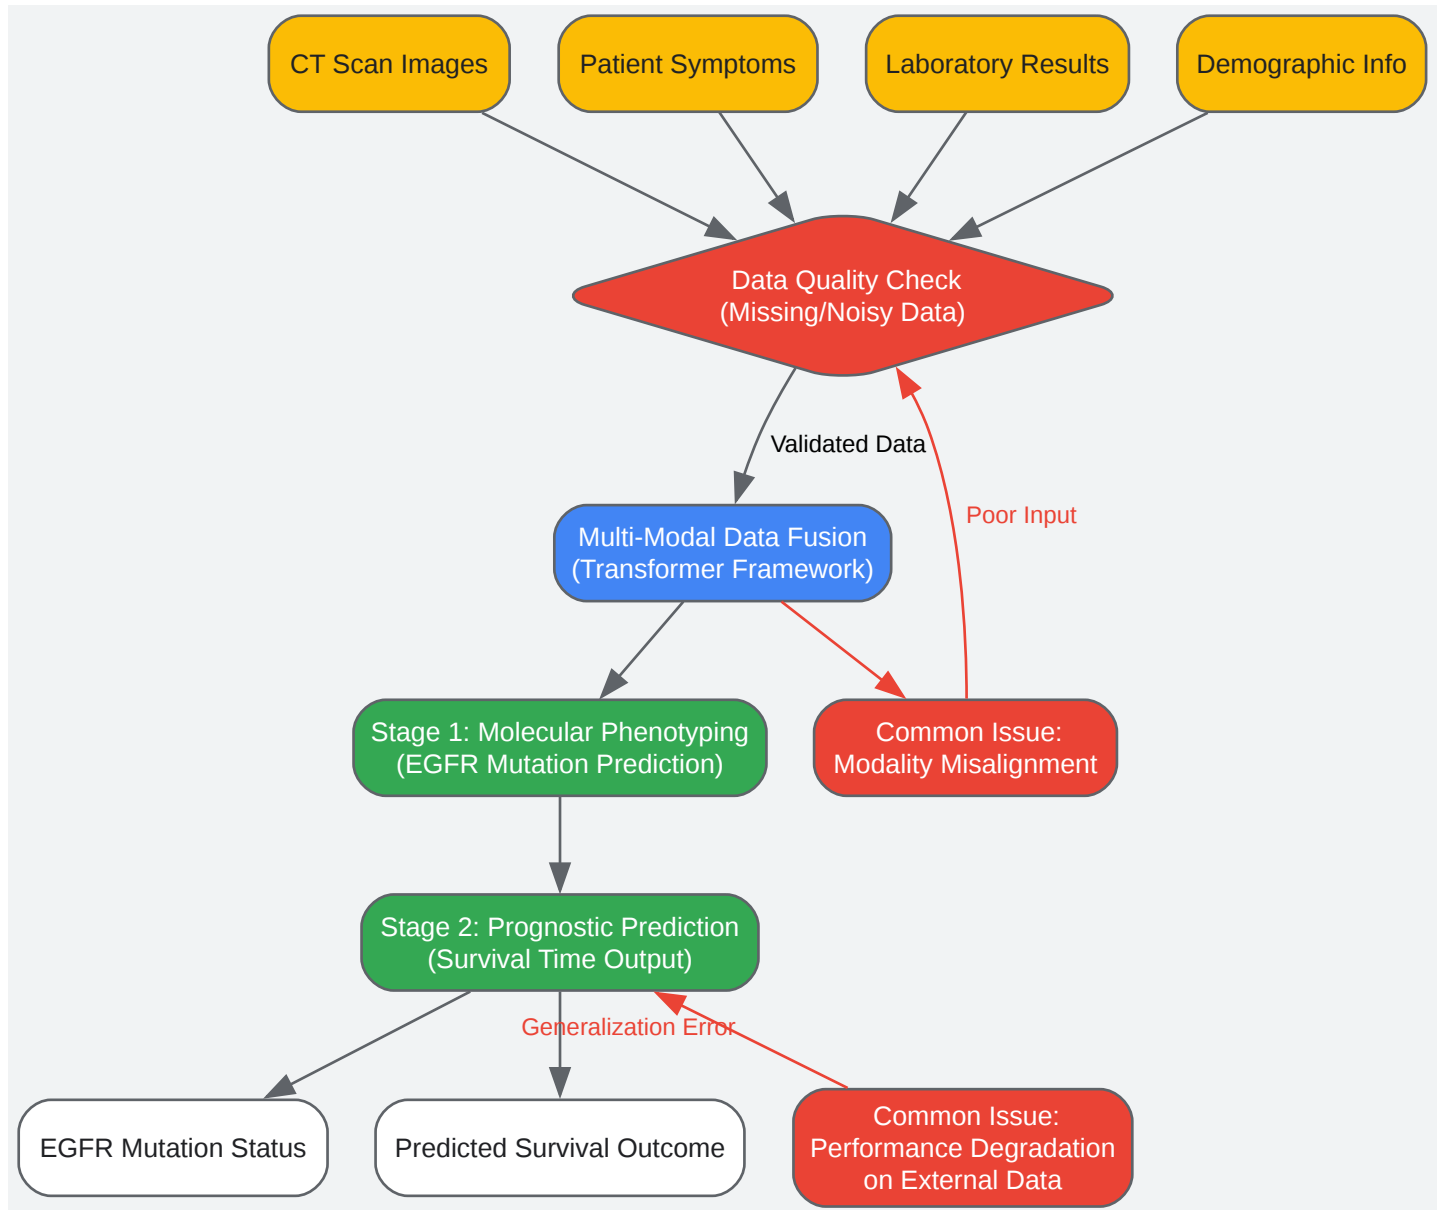 CT Scan Images
Patient Symptoms
Laboratory Results
Demographic Info
Data Quality Check
(Missing/Noisy Data)
Validated Data
Poor Input
Multi-Modal Data Fusion
(Transformer Framework)
Stage 1: Molecular Phenotyping
(EGFR Mutation Prediction)
Common Issue:
Modality Misalignment
Stage 2: Prognostic Prediction
(Survival Time Output)
Generalization Error
EGFR Mutation Status
Predicted Survival Outcome
Common Issue:
Performance Degradation
on External Data